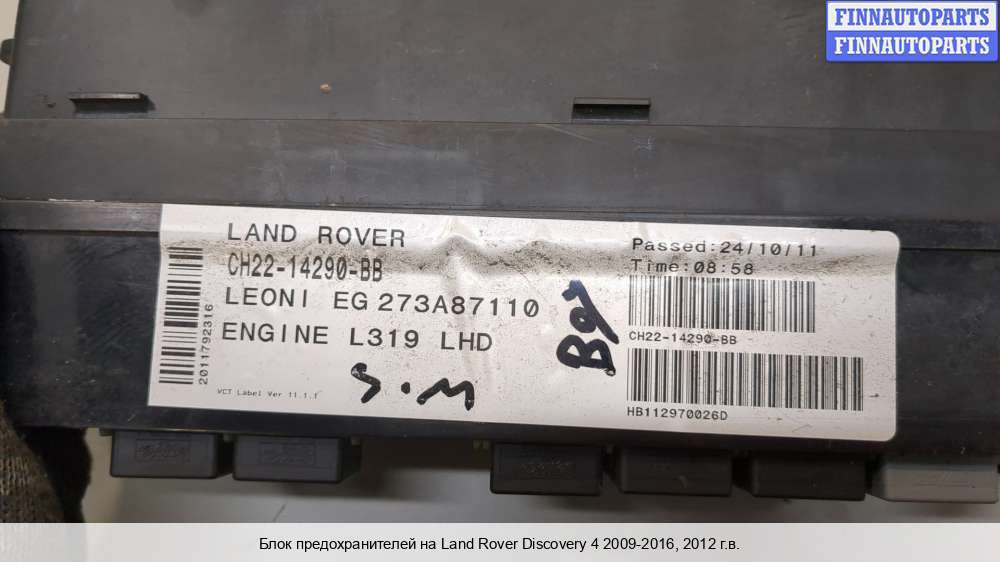 FINNAUTOPARTS
FINNAUTOPARTS
LAND ROVER
CH22-14290-BB
LEONI EG 273A87110
ENGINE L319 LHD
2011792316
VCT Label Ver 11.1.1
S.M
Passed:24/10/11
Time:08:58
CH22-14290-BB
HB112970026D
Блок предохранителей на Land Rover Discovery 4 2009-2016, 2012 г.в.